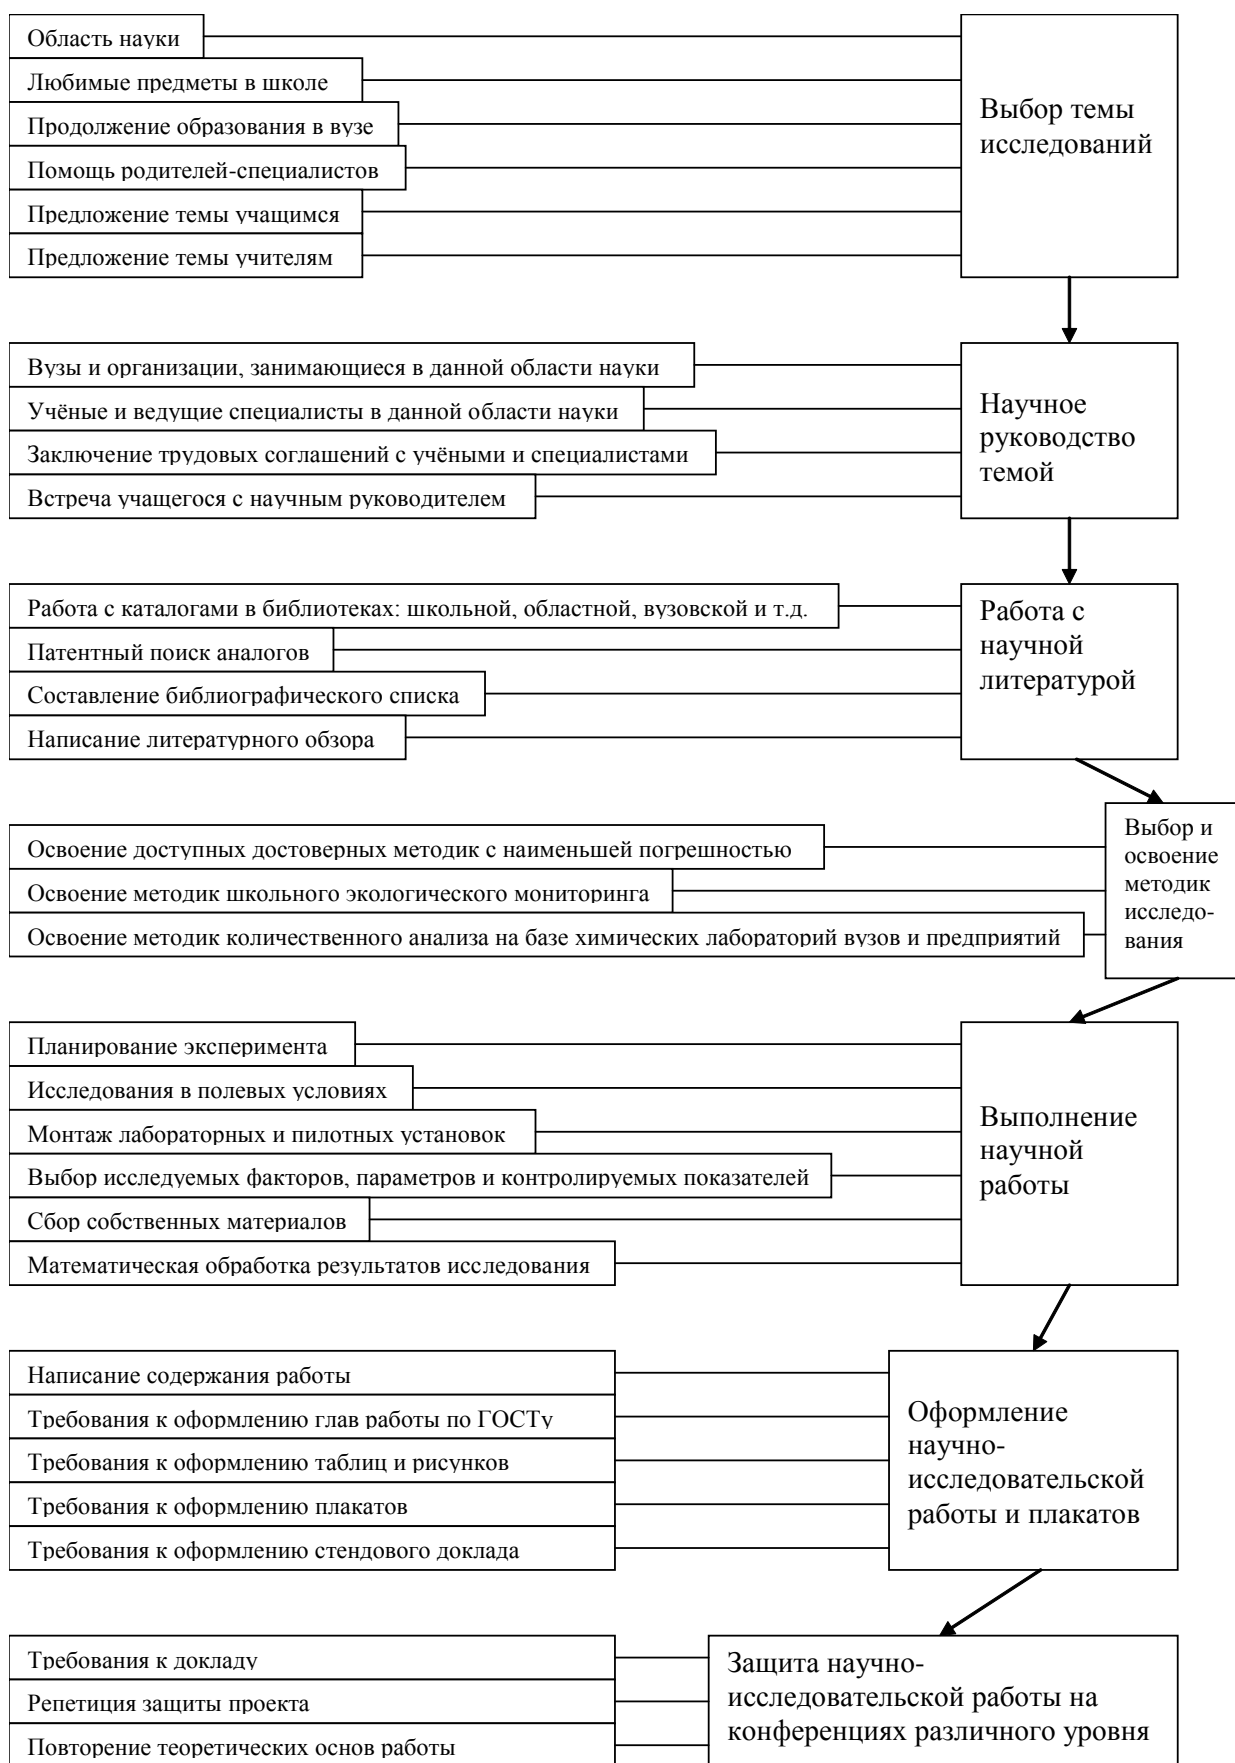 Область науки
Любимые предметы в школе
Продолжение образования в вузе
Помощь родителей-специалистов
Предложение темы учащимся
Предложение темы учителям
Выбор темы
исследований
Вузы и организации, занимающиеся в данной области науки
Учёные и ведущие специалисты в данной области науки
Заключение трудовых соглашений с учёными и специалистами
Встреча учащегося с научным руководителем
Научное
руководство
темой
Работа с каталогами в библиотеках: школьной, областной, вузовской и т.д.
Патентный поиск аналогов
Составление библиографического списка
Написание литературного обзора
Работа с
научной
литературой
Освоение доступных достоверных методик с наименьшей погрешностью
Освоение методик школьного экологического мониторинга
Освоение методик количественного анализа на базе химических лабораторий вузов и предприятий
Выбор и
освоение
методик
исследо-
вания
Планирование эксперимента
Исследования в полевых условиях
Монтаж лабораторных и пилотных установок
Выбор исследуемых факторов, параметров и контролируемых показателей
Сбор собственных материалов
Математическая обработка результатов исследования
Выполнение
научной
работы
Написание содержания работы
Требования к оформлению глав работы по ГОСТу
Требования к оформлению таблиц и рисунков
Требования к оформлению плакатов
Требования к оформлению стендового доклада
Оформление
научно-
исследовательской
работы и плакатов
Требования к докладу
Репетиция защиты проекта
Повторение теоретических основ работы
Защита научно-
исследовательской работы на
конференциях различного уровня